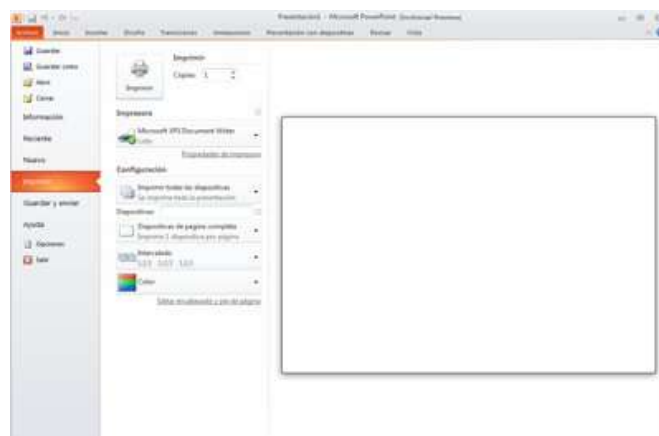 Presentación1 - Microsoft PowerPoint
Archivo Inicio Insertar Diseño Transiciones Animaciones Presentación con diapositivas Revisar Vista
Guardar
Guardar como
Abrir
Cerrar
Información
Reciente
Nuevo
Imprimir
Guardar y enviar
Ayuda
Opciones
Salir
Imprimir
Copias: 1
Imprimir
Impresora
Microsoft XPS Document Writer
Propiedades de impresora
Configuración
Imprimir todas las diapositivas
Se imprime toda la presentación
Diapositivas
Diapositivas de página completa
Imprime 1 diapositiva por página
Intercalado
1,2,3 1,2,3 1,2,3
Color
Editar encabezado y pie de página